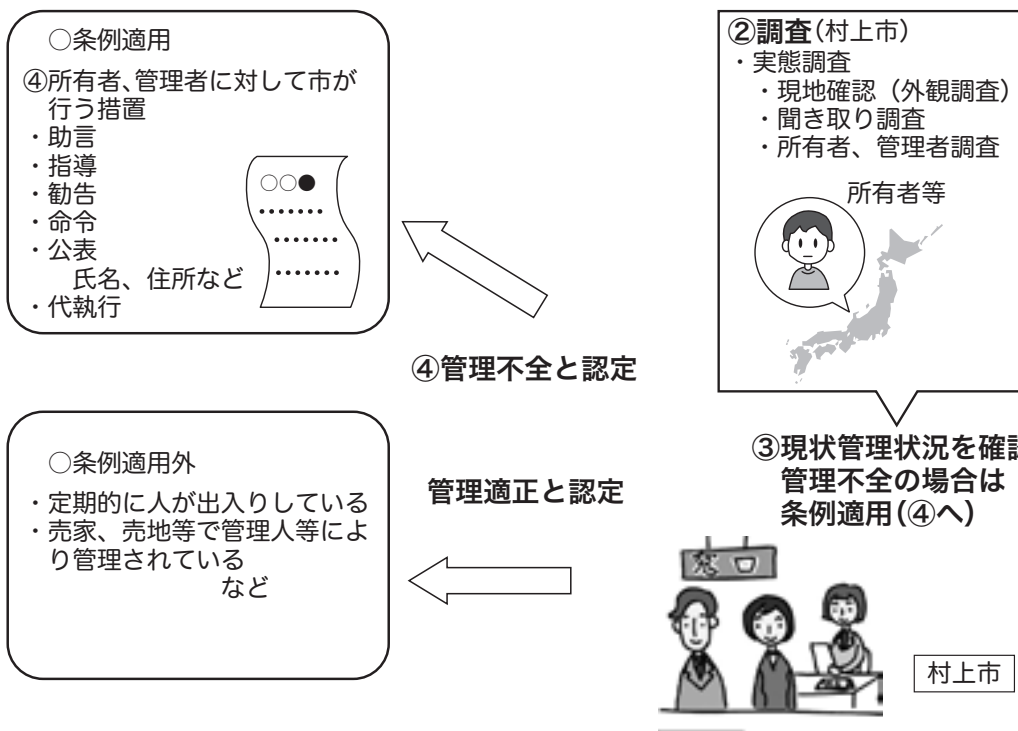 ○条例適用
④所有者、管理者に対して市が
行う措置
・助言
・指導
・勧告
・命令
・公表
氏名、住所など
・代執行
○○●
④管理不全と認定
○条例適用外
・定期的に人が出入りしている
・売家、売地等で管理人等によ
り管理されている
など
管理適正と認定
②調査(村上市)
・実態調査
・現地確認（外観調査）
・聞き取り調査
・所有者、管理者調査
所有者等
③現状管理状況を確認
管理不全の場合は
条例適用(④へ)
窓口
村上市